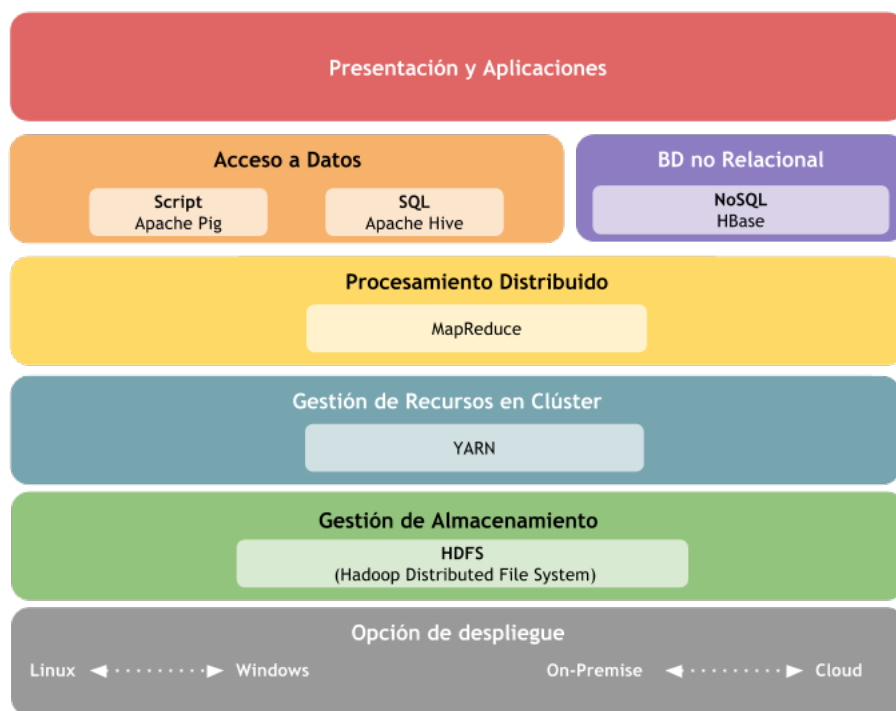 Presentación y Aplicaciones
Acceso a Datos
Script
Apache Pig
SQL
Apache Hive
BD no Relacional
NoSQL
HBase
Procesamiento Distribuido
MapReduce
Gestión de Recursos en Clúster
YARN
Gestión de Almacenamiento
HDFS
(Hadoop Distributed File System)
Opción de despliegue
Linux Windows On-Premise Cloud